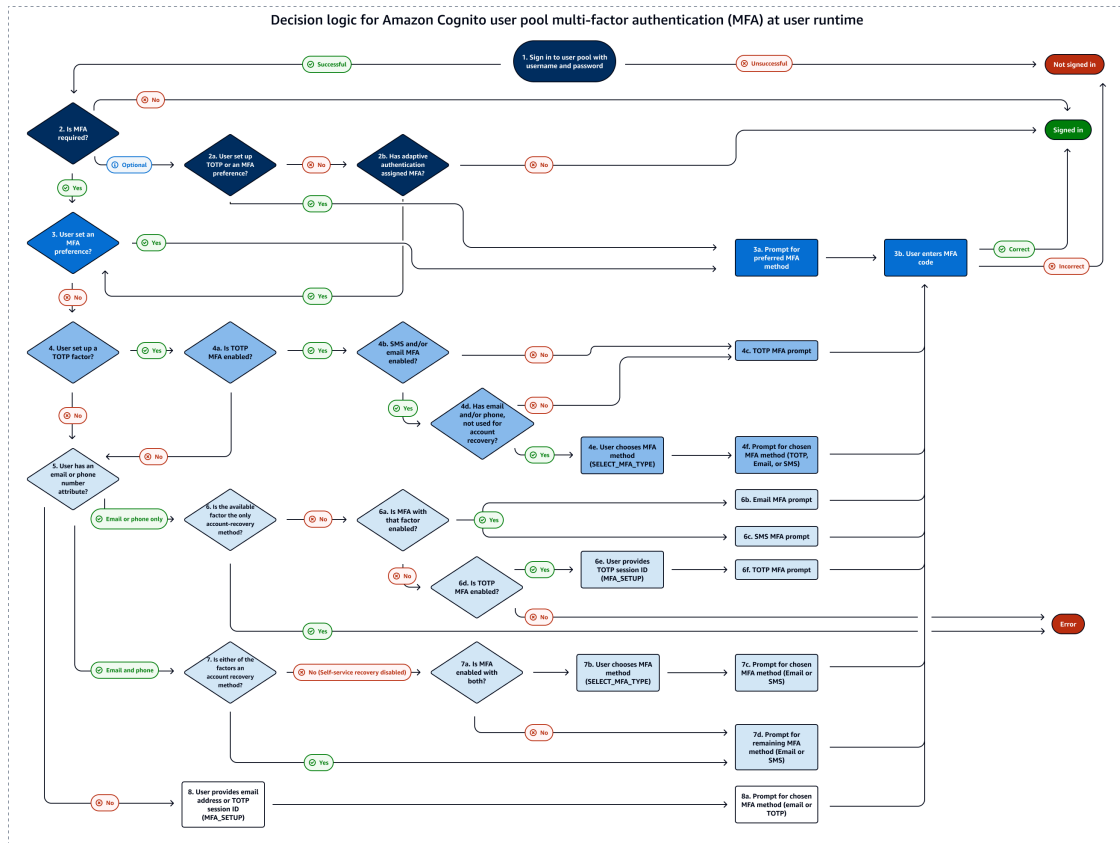 Decision logic for Amazon Cognito user pool multi-factor authentication (MFA) at user runtime
1. Sign in to user pool with
username and password
Successful
Unsuccessful
Not signed in
No
2. Is MFA
required?
Signed in
Optional
2a. User set up
TOTP or an MFA
preference?
No
2b. Has adaptive
authentication
assigned MFA?
No
Yes
Yes
3. User set an
MFA
preference?
Yes
3a. Prompt for
preferred MFA
method
3b. User enters MFA
code
Correct
Incorrect
No
Yes
4. User set up a
TOTP factor?
Yes
4a. Is TOTP
MFA enabled?
Yes
4b. SMS and/or
email MFA
enabled?
No
4c. TOTP MFA prompt
Yes
4d. Has email
and/or phone,
not used for
account
recovery?
No
No
Yes
4e. User chooses MFA
method
(SELECT_MFA_TYPE)
4f. Prompt for chosen
MFA method (TOTP,
Email, or SMS)
No
5. User has an
email or phone
number
attribute?
Email or phone only
6. Is the available
factor the only
account-recovery
method?
No
6a. Is MFA with
that factor
enabled?
Yes
6b. Email MFA prompt
6c. SMS MFA prompt
No
6d. Is TOTP
MFA enabled?
Yes
6e. User provides
TOTP session ID
(MFA_SETUP)
6f. TOTP MFA prompt
No
Error
Yes
Email and phone
7. Is either of the
factors an
account recovery
method?
No (Self-service recovery disabled)
7a. Is MFA
enabled with
both?
7b. User chooses MFA
method
(SELECT_MFA_TYPE)
7c. Prompt for chosen
MFA method (Email or
SMS)
No
7d. Prompt for
remaining MFA
method (Email or
SMS)
Yes
No
8. User provides email
address or TOTP
session ID
(MFA_SETUP)
8a. Prompt for chosen
MFA method (email or
TOTP)